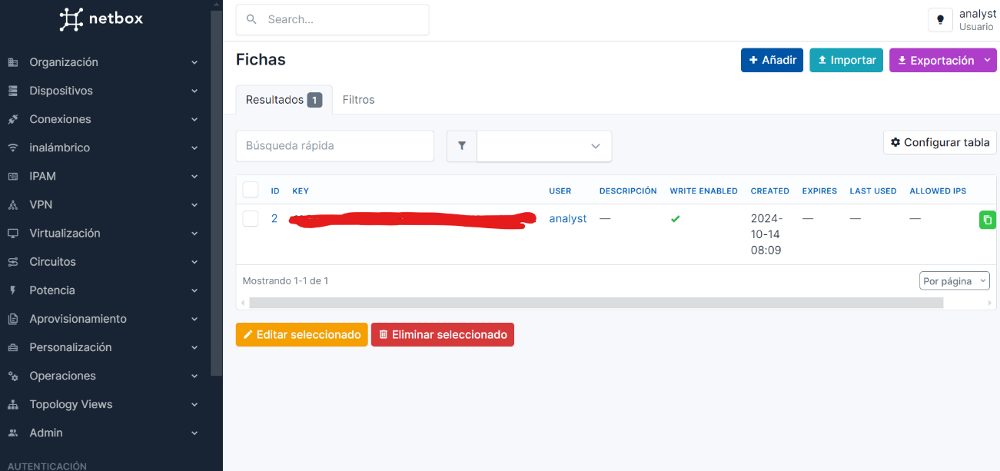 netbox
Search...
analyst
Usuario
Organización
Dispositivos
Conexiones
inalámbrico
IPAM
VPN
Virtualización
Circuitos
Potencia
Aprovisionamiento
Personalización
Operaciones
Topology Views
Admin
AUTENTICACIÓN
Fichas
Añadir
Importar
Exportación
Resultados 1
Filtros
Búsqueda rápida
Configurar tabla
ID KEY USER DESCRIPCIÓN WRITE ENABLED CREATED EXPIRES LAST USED ALLOWED IPS
2 analyst — 2024- — — —
10-14
08:09
Mostrando 1-1 de 1
Por página
Editar seleccionado
Eliminar seleccionado